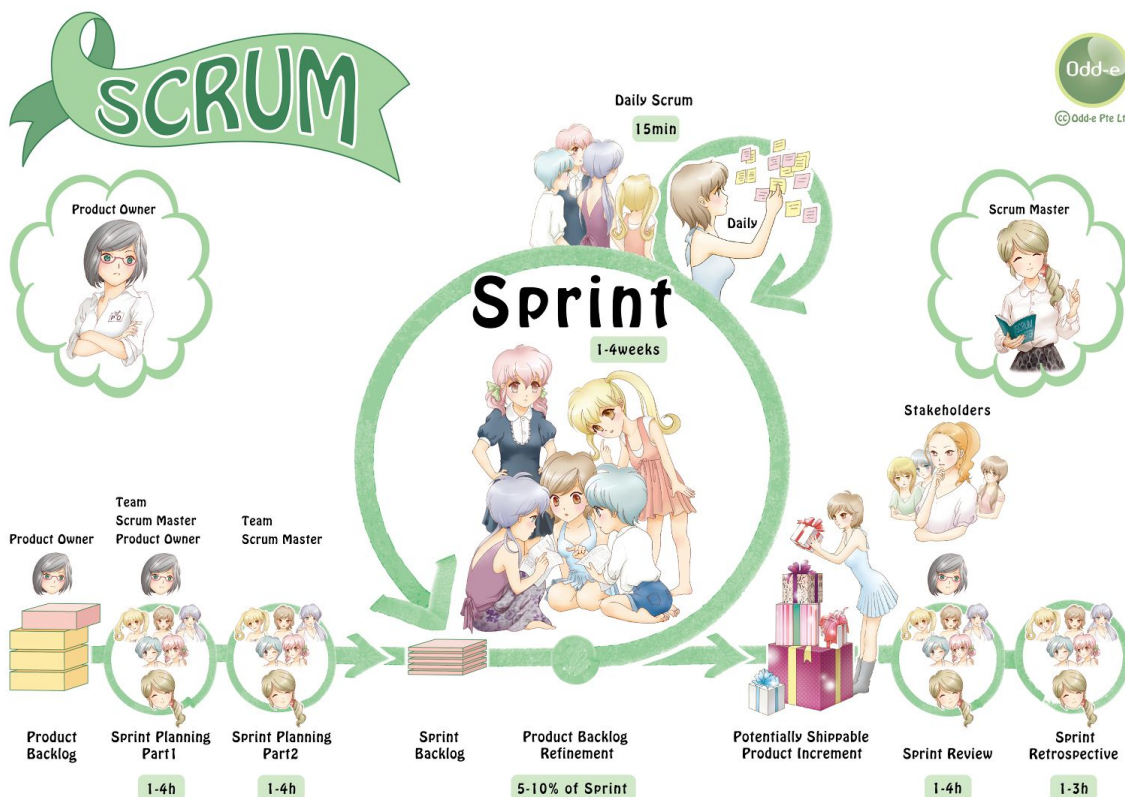 SCRUM
Odd-e
cc Odd-e Pte Lt
Daily Scrum
15min
Daily
Product Owner
PO
Scrum Master
SCRUM
Sprint
1-4weeks
Stakeholders
Product Owner
Team
Scrum Master
Product Owner
Team
Scrum Master
Product
Backlog
Sprint Planning
Part1
1-4h
Sprint Planning
Part2
1-4h
Sprint
Backlog
Product Backlog
Refinement
5-10% of Sprint
Potentially Shippable
Product Increment
Sprint Review
1-4h
Sprint
Retrospective
1-3h